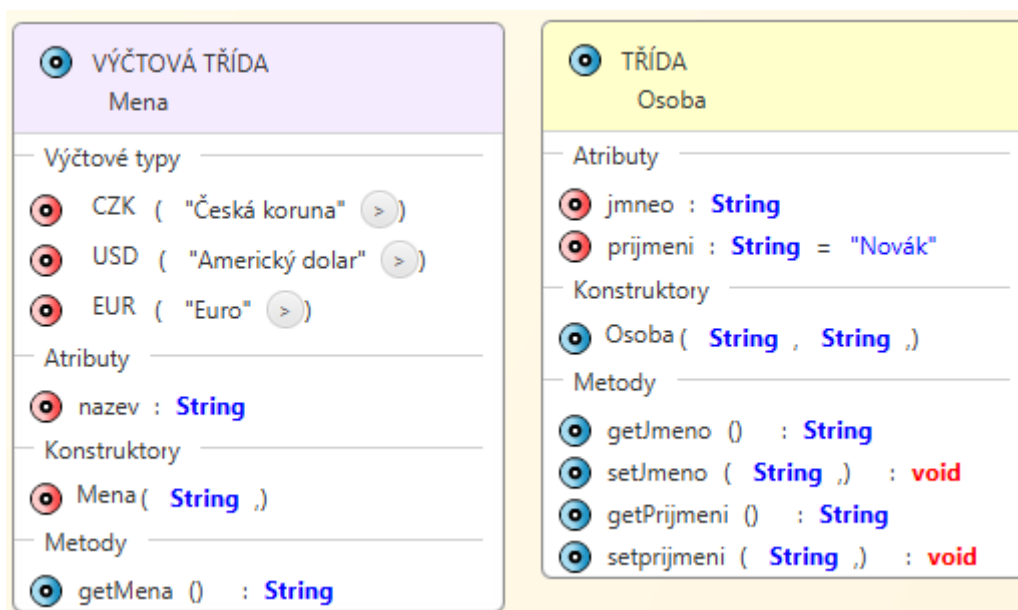 VÝČTOVÁ TŘÍDA
Mena
Výčtové typy
CZK ( "Česká koruna" > )
USD ( "Americký dolar" > )
EUR ( "Euro" > )
Atributy
nazev : String
Konstruktory
Mena ( String ,)
Metody
getMena () : String
TŘÍDA
Osoba
Atributy
jmneo : String
prijmeni : String = "Novák"
Konstruktory
Osoba ( String , String ,)
Metody
getJmeno () : String
setJmeno ( String ,) : void
getPrijmeni () : String
setprijmeni ( String ,) : void